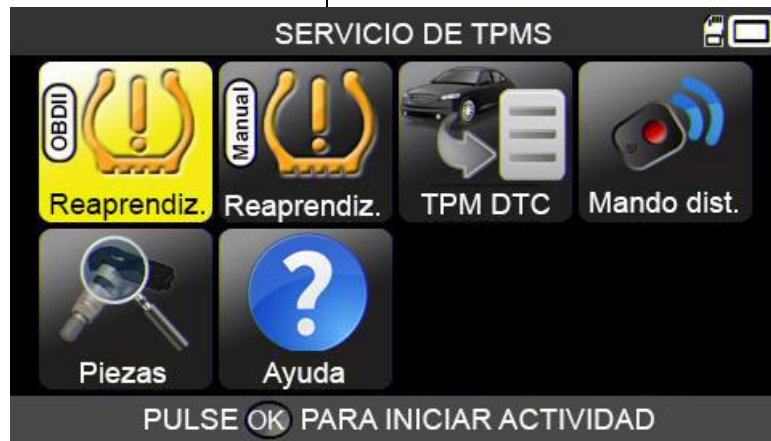 SERVICIO DE TPMS
OBDII
Manual
Reaprendiz.
Reaprendiz.
TPM DTC
Mando dist.
Piezas
Ayuda
PULSE OK PARA INICIAR ACTIVIDAD